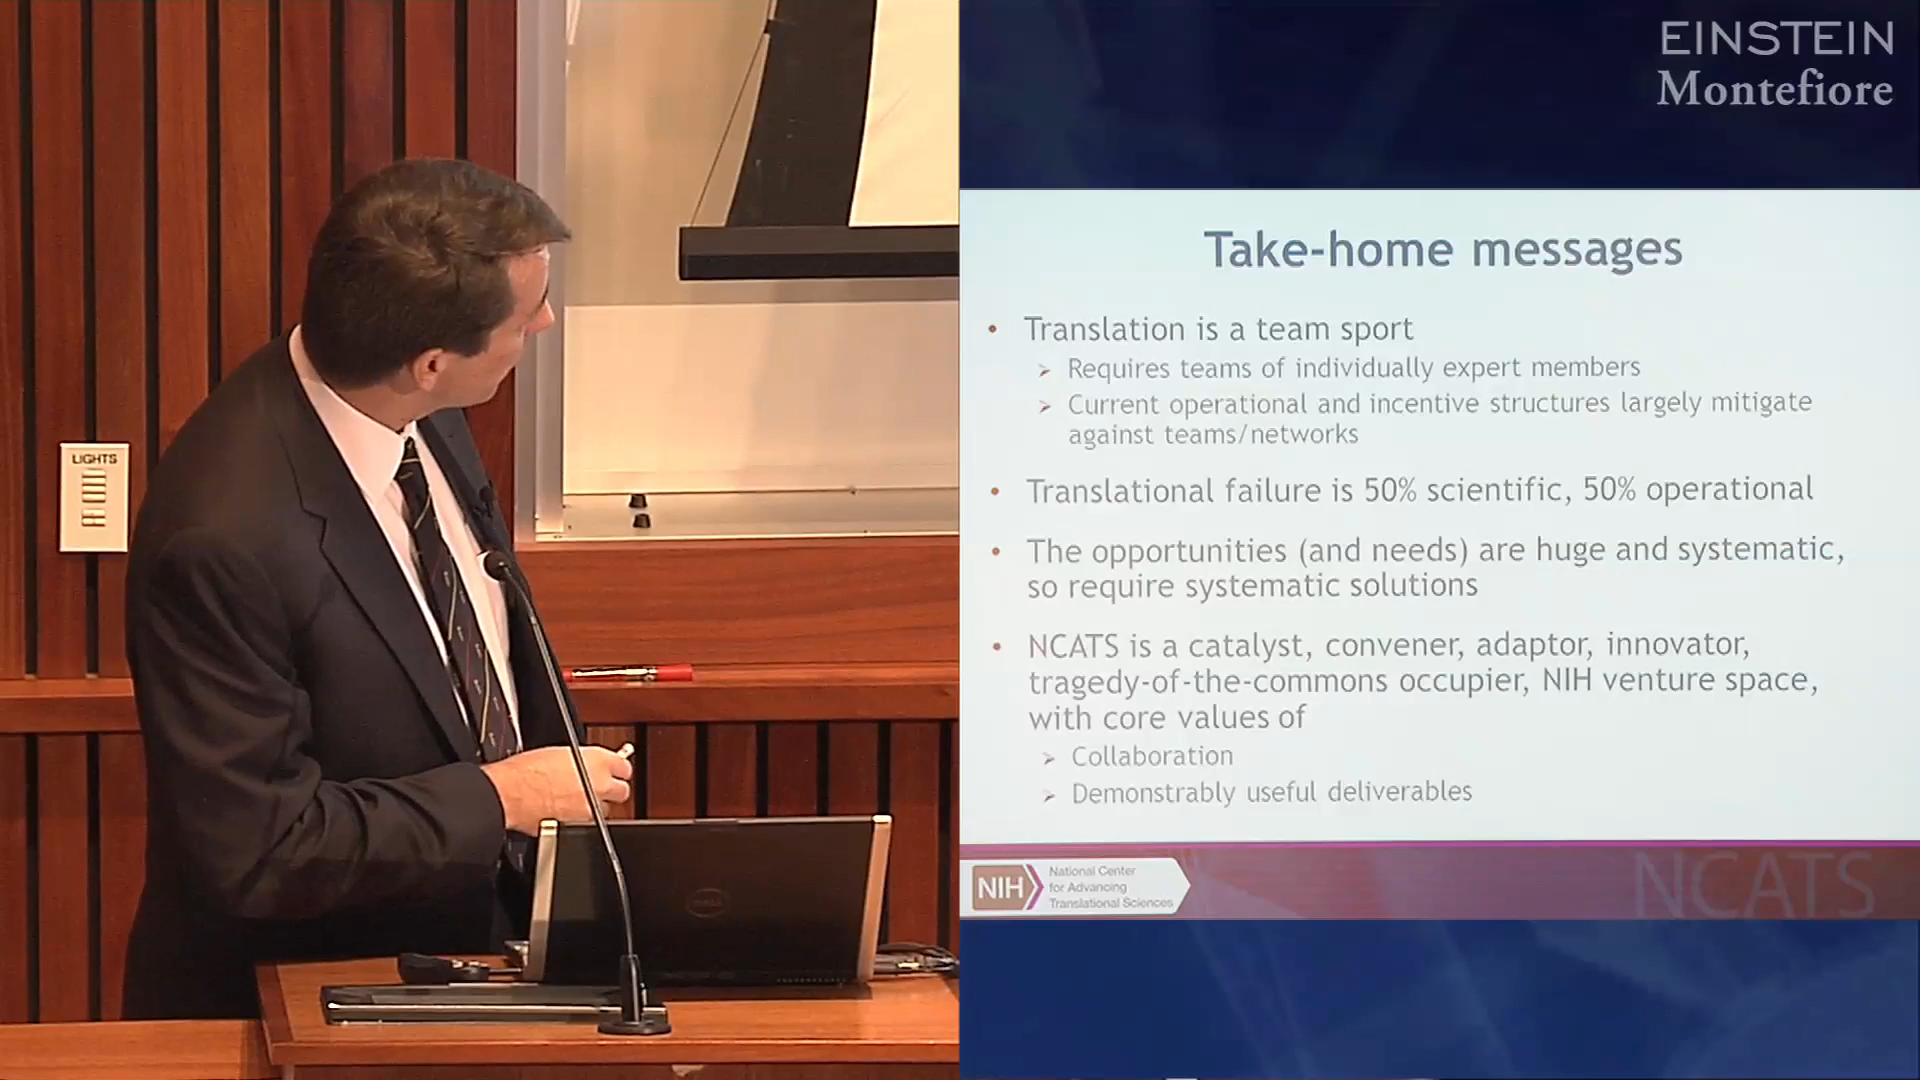 EINSTEIN
Montefiore
LIGHTS
Take-home messages
• Translation is a team sport
➢ Requires teams of individually expert members
➢ Current operational and incentive structures largely mitigate
against teams/networks
• Translational failure is 50% scientific, 50% operational
• The opportunities (and needs) are huge and systematic,
so require systematic solutions
• NCATS is a catalyst, convener, adaptor, innovator,
tragedy-of-the-commons occupier, NIH venture space,
with core values of
➢ Collaboration
➢ Demonstrably useful deliverables
NIH
National Center
for Advancing
Translational Sciences
NCATS
DELL